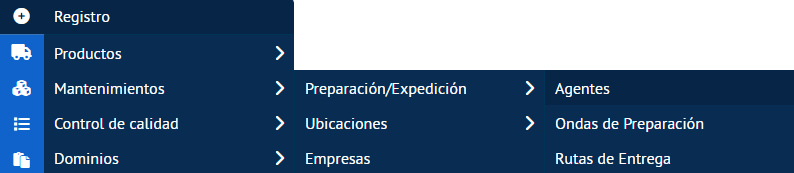 Registro
Productos
Mantenimientos
Preparación/Expedición
Agentes
Control de calidad
Ubicaciones
Ondas de Preparación
Dominios
Empresas
Rutas de Entrega